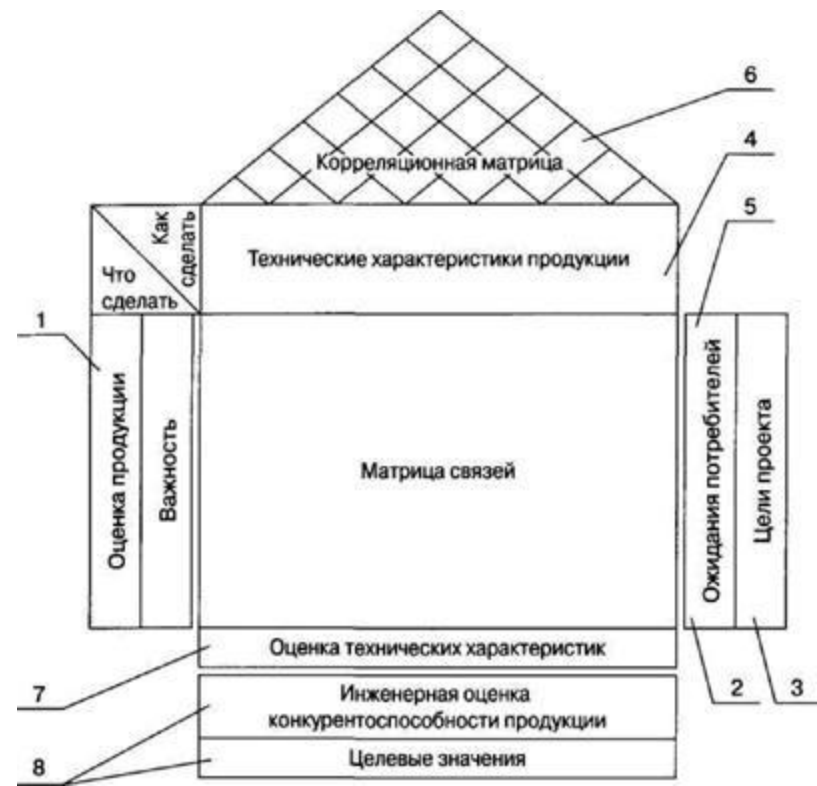 6
Корреляционная матрица
4
5
Как
сделать
Что
сделать
Технические характеристики продукции
1
Оценка продукции
Важность
Матрица связей
Ожидания потребителей
Цели проекта
Оценка технических характеристик
7
2
3
Инженерная оценка
конкурентоспособности продукции
8
Целевые значения